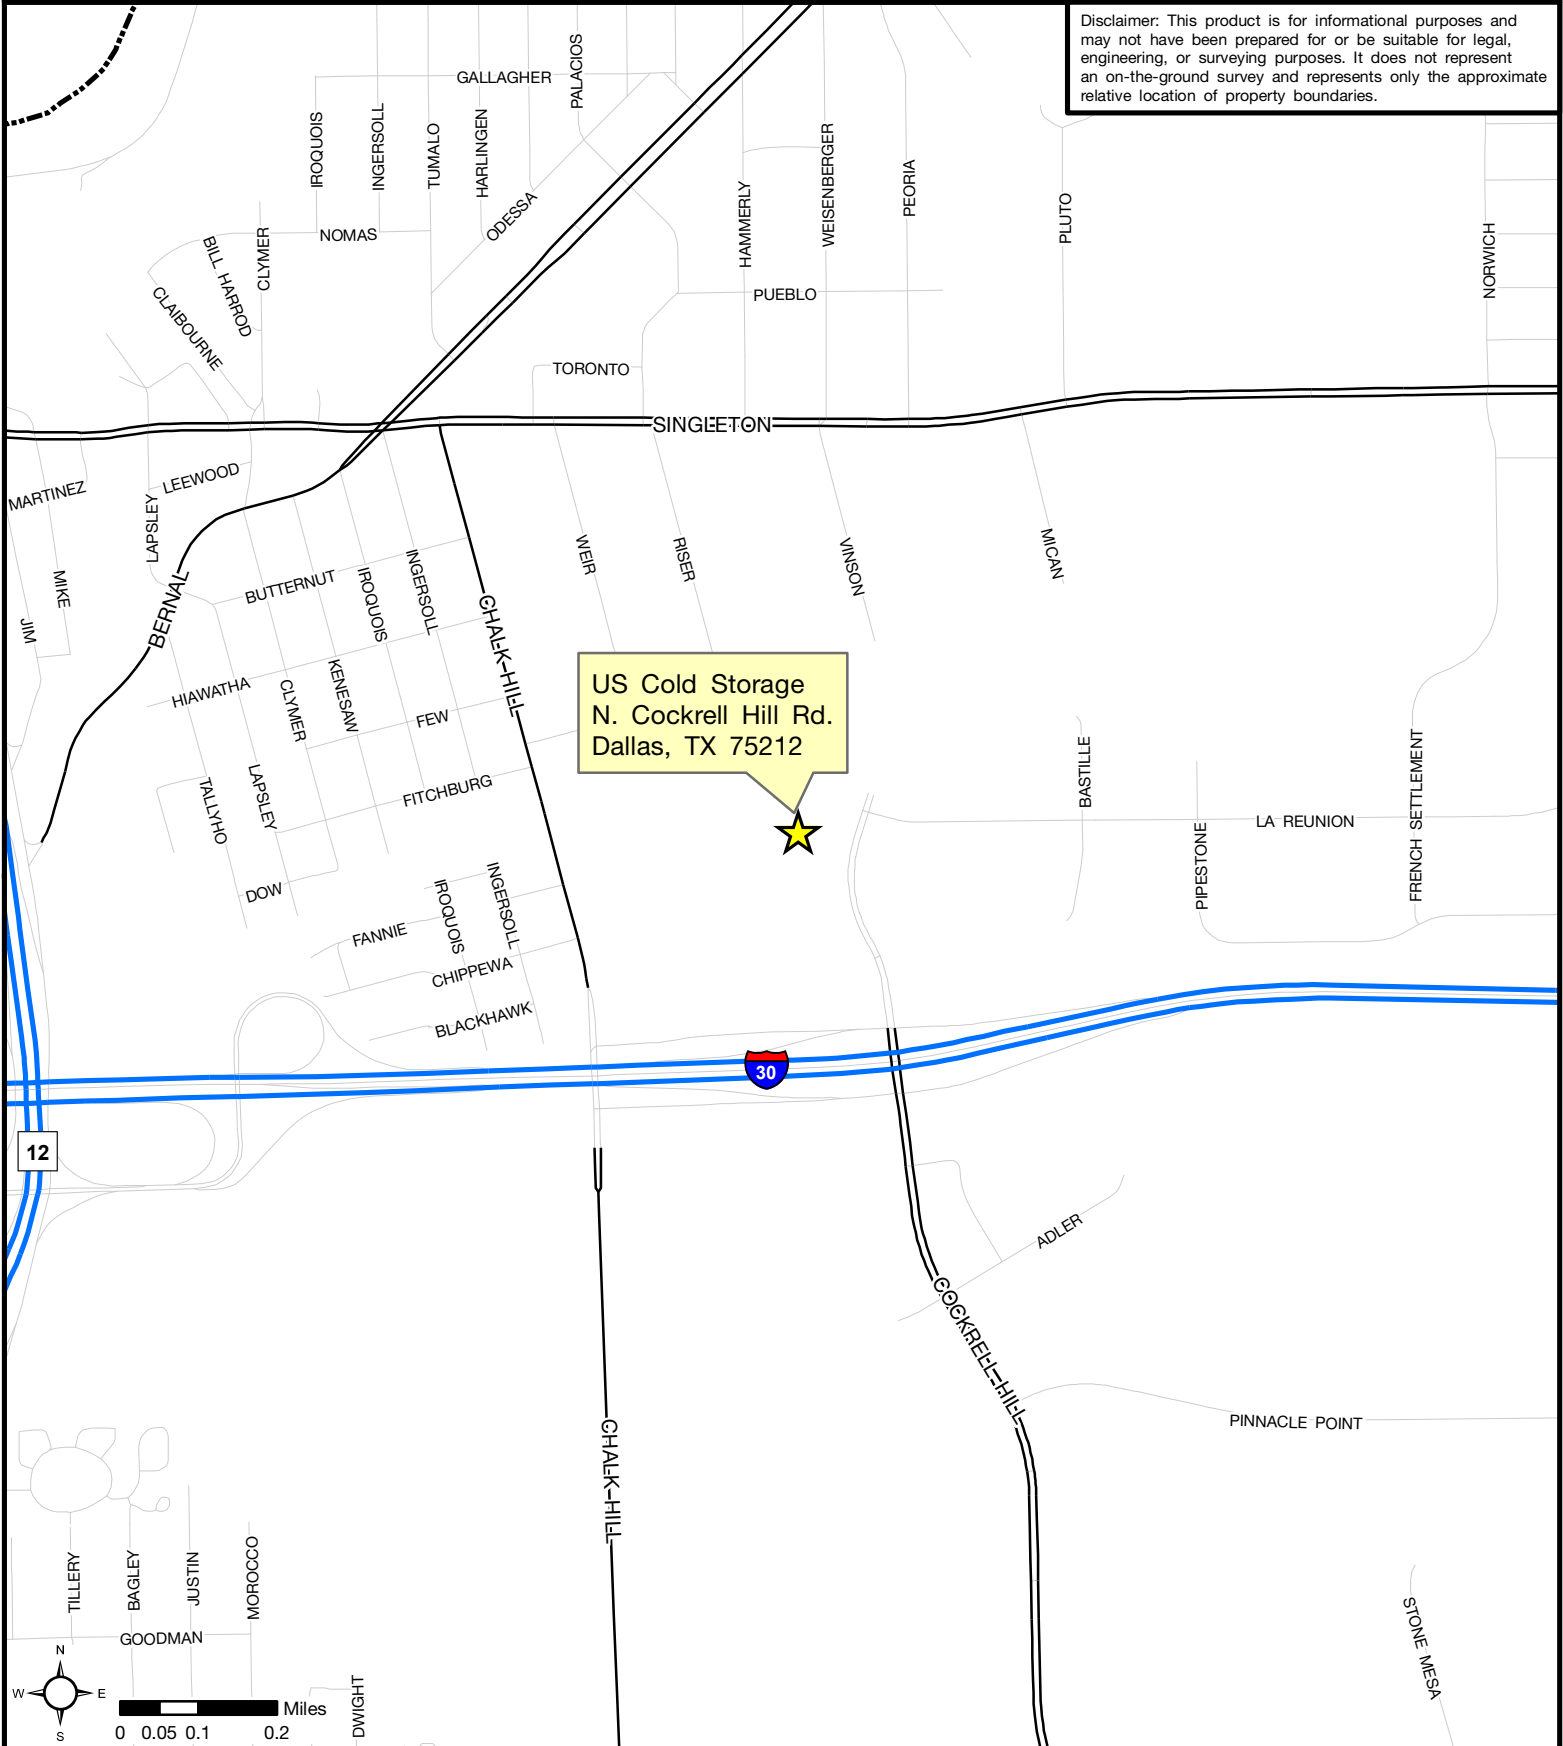 Disclaimer: This product is for informational purposes and
may not have been prepared for or be suitable for legal,
engineering, or surveying purposes. It does not represent
an on-the-ground survey and represents only the approximate
relative location of property boundaries.
GALLAGHER
PALACIOS
IROQUOIS
INGERSOLL
TUMALO
HARLINGEN
ODESSA
NOMAS
CLYMER
BILL HARROD
CLAIBOURNE
HAMMERLY
WEISENBERGER
PEORIA
PLUTO
NORWICH
PUEBLO
TORONTO
SINGLETON
MARTINEZ
LEEWOOD
LAPSLEY
MIKE
JIM
BERNAL
BUTTERNUT
IROQUOIS
INGERSOLL
CHALK HILL
WEIR
RISER
VINSON
MICAN
HIAWATHA
CLYMER
KENESAW
FEW
US Cold Storage
N. Cockrell Hill Rd.
Dallas, TX 75212
TALLYHO
LAPSLEY
FITCHBURG
BASTILLE
PIPESTONE
LA REUNION
FRENCH SETTLEMENT
DOW
FANNIE
IROQUOIS
INGERSOLL
CHIPPEWA
BLACKHAWK
30
12
ADLER
COCKRELL HILL
PINNACLE POINT
CHALK HILL
TILLERY
BAGLEY
JUSTIN
MOROCCO
GOODMAN
STONE MESA
DWIGHT
N
W
E
S
Miles
0 0.05 0.1 0.2